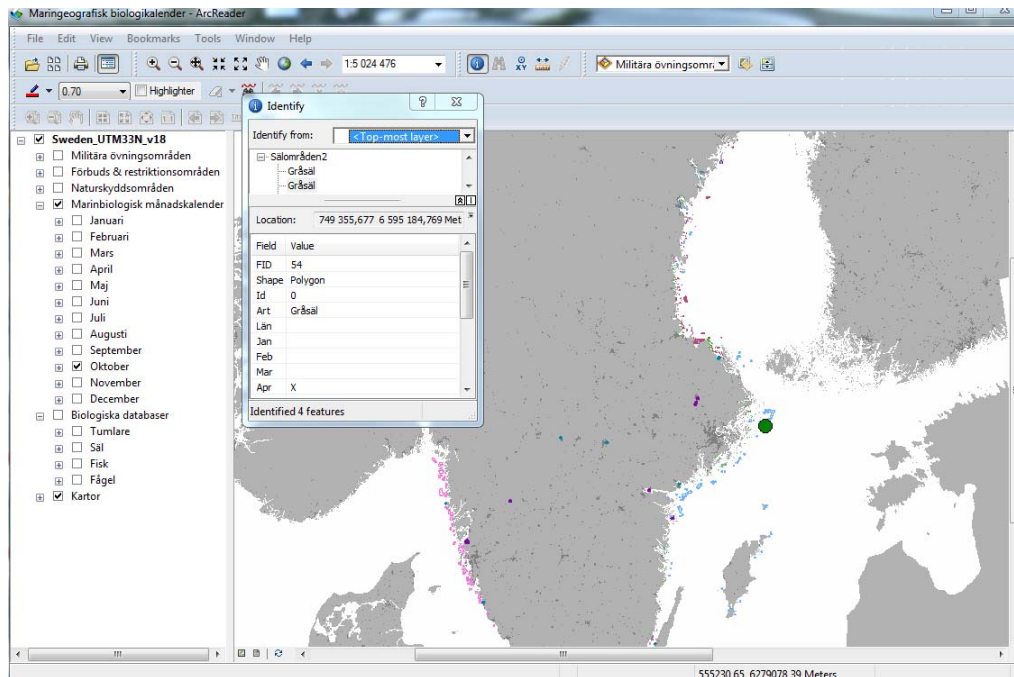 Maringeografisk biologikalender - ArcReader
File Edit View Bookmarks Tools Window Help
1:5 024 476
Militära övningsomr
0.70
Highlighter
Sweden_UTM33N_v18
Militära övningsområden
Förbuds & restriktionsområden
Naturskyddsområden
Marinbiologisk månadskalender
Januari
Februari
Mars
April
Maj
Juni
Juli
Augusti
September
Oktober
November
December
Biologiska databaser
Tumlare
Säl
Fisk
Fågel
Kartor
Identify
Identify from: <Top-most layer>
Sälområden2
Gråsäl
Gråsäl
Location: 749 355,677 6 595 184,769 Met
Field Value
FID 54
Shape Polygon
Id 0
Art Gråsäl
Län
Jan
Feb
Mar
Apr X
Identified 4 features
555230,65 6279078,39 Meters